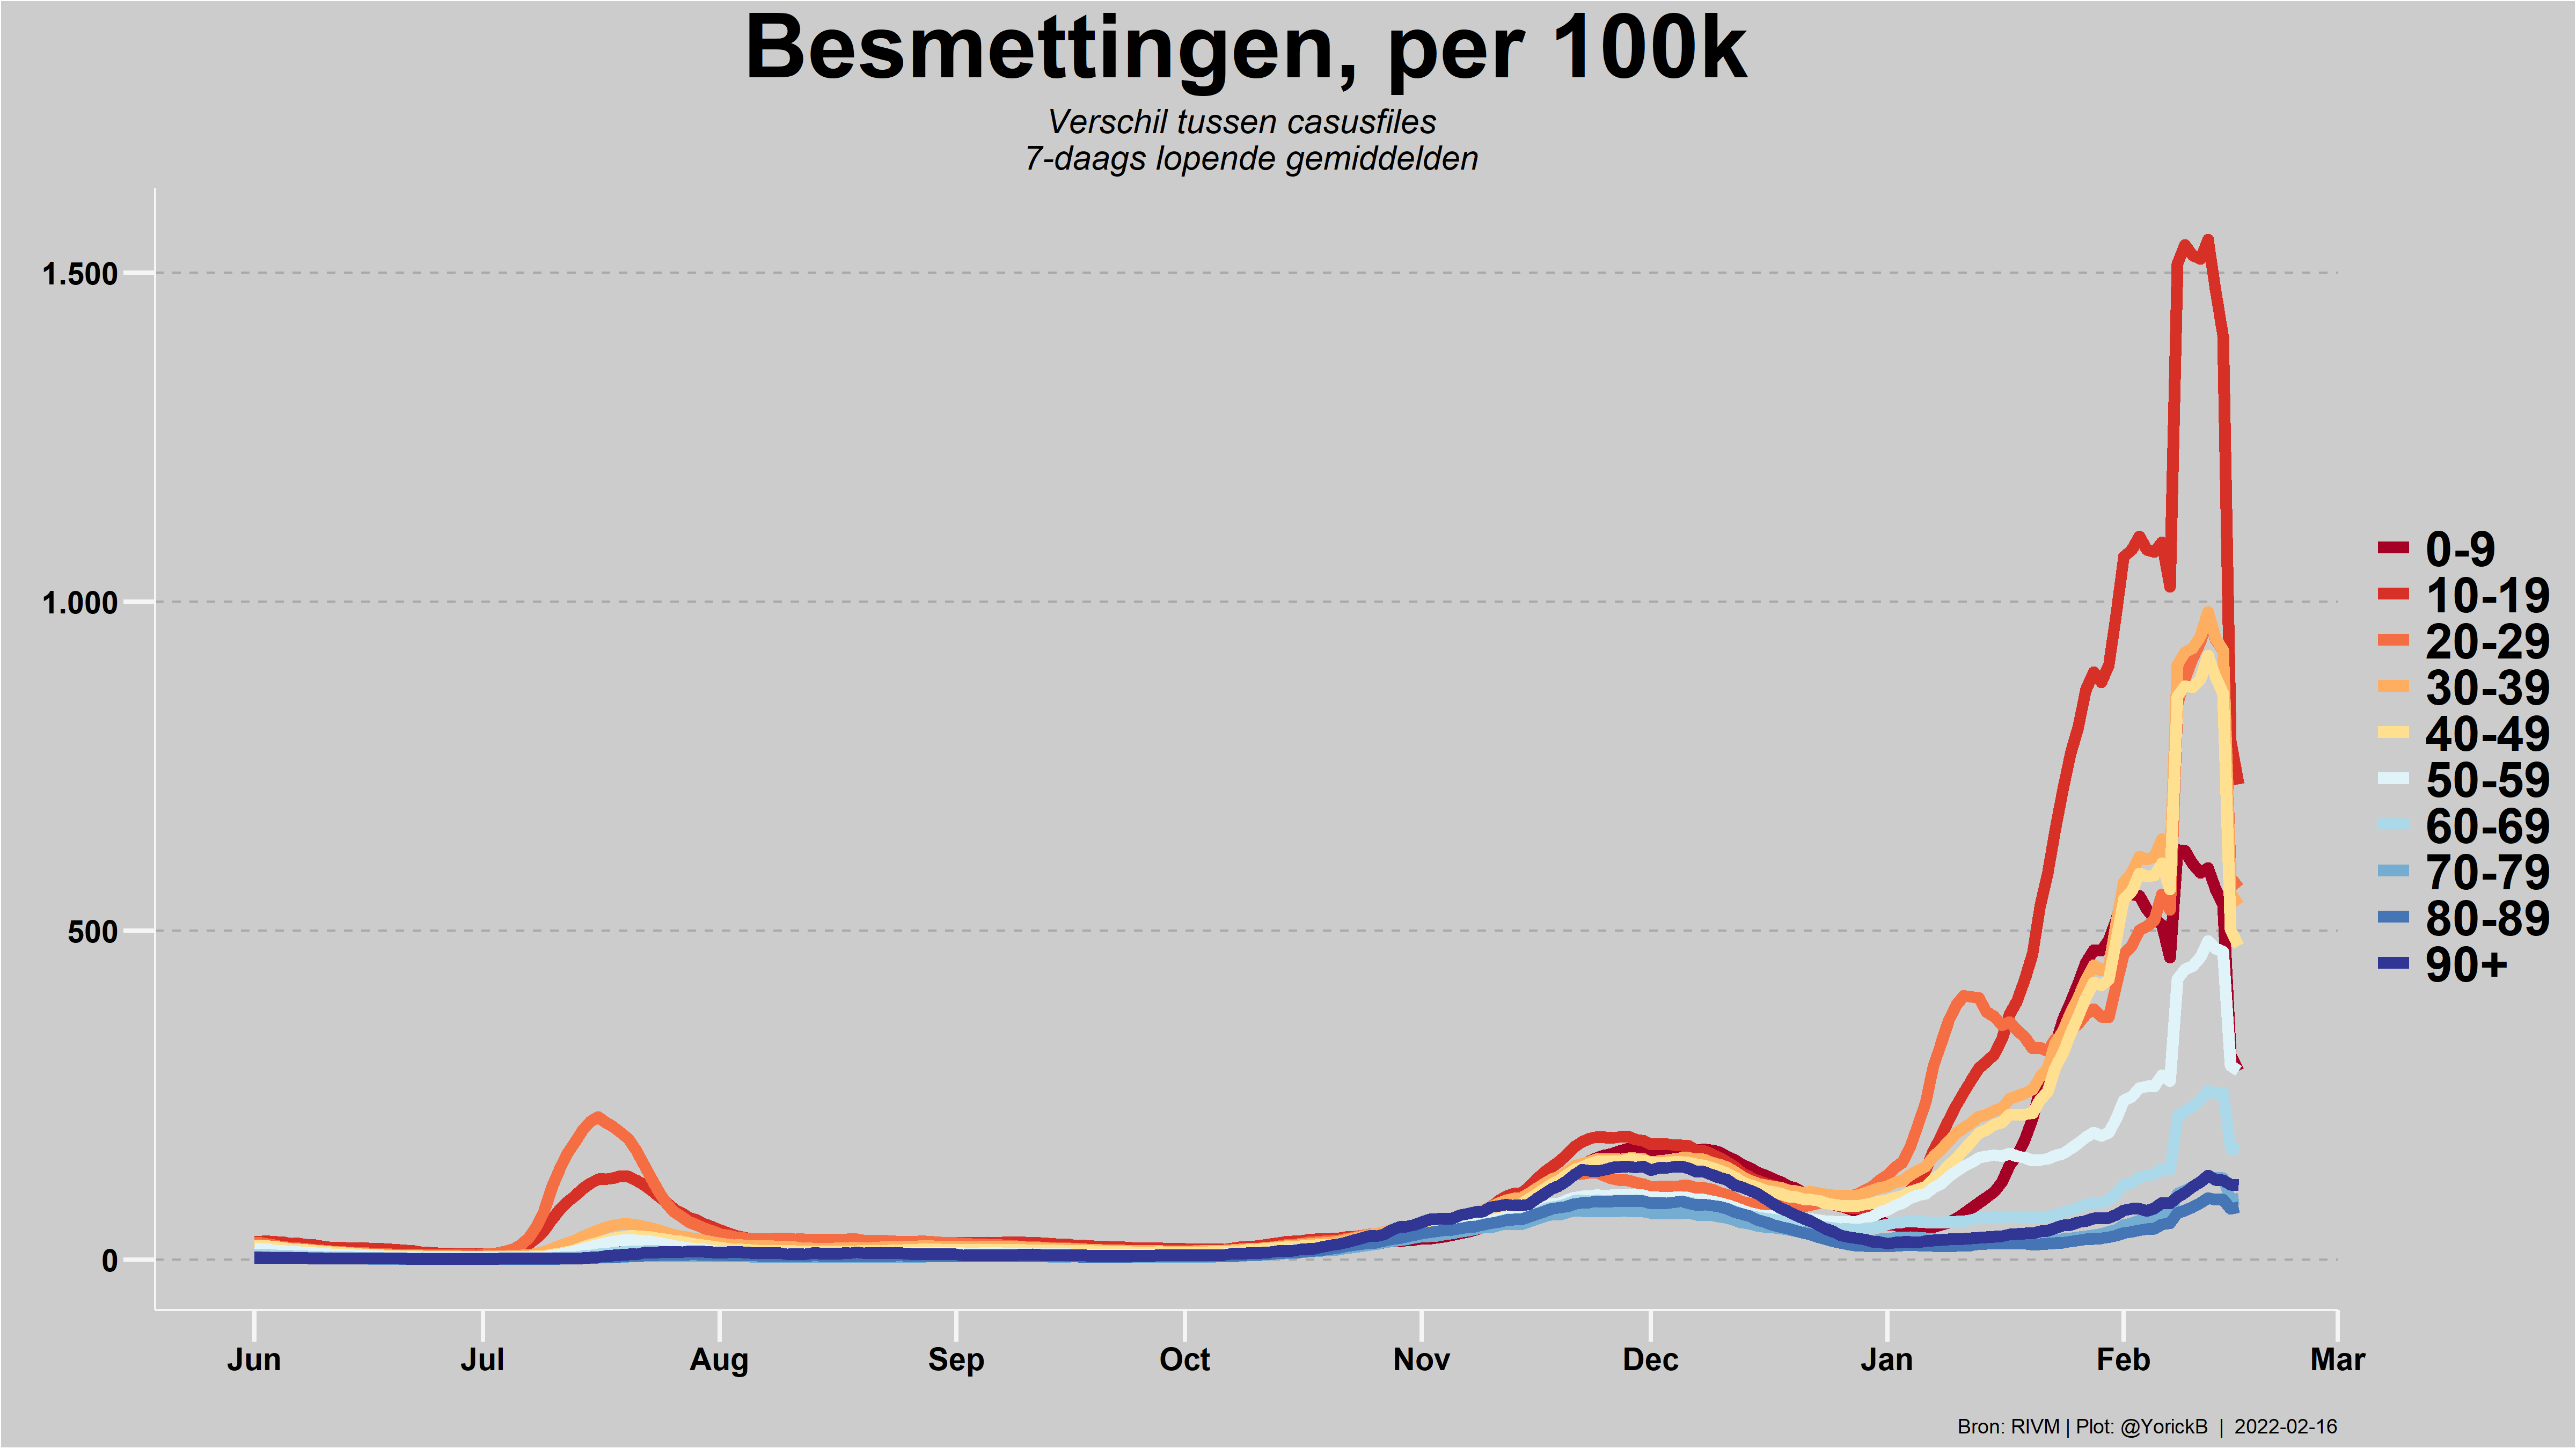 Besmettingen, per 100k
Verschil tussen casusfiles
7-daags lopende gemiddelden
1.500
1.000
500
0
0-9
10-19
20-29
30-39
40-49
50-59
60-69
70-79
80-89
90+
Jun Jul Aug Sep Oct Nov Dec Jan Feb Mar
Bron: RIVM | Plot: @YorickB | 2022-02-16